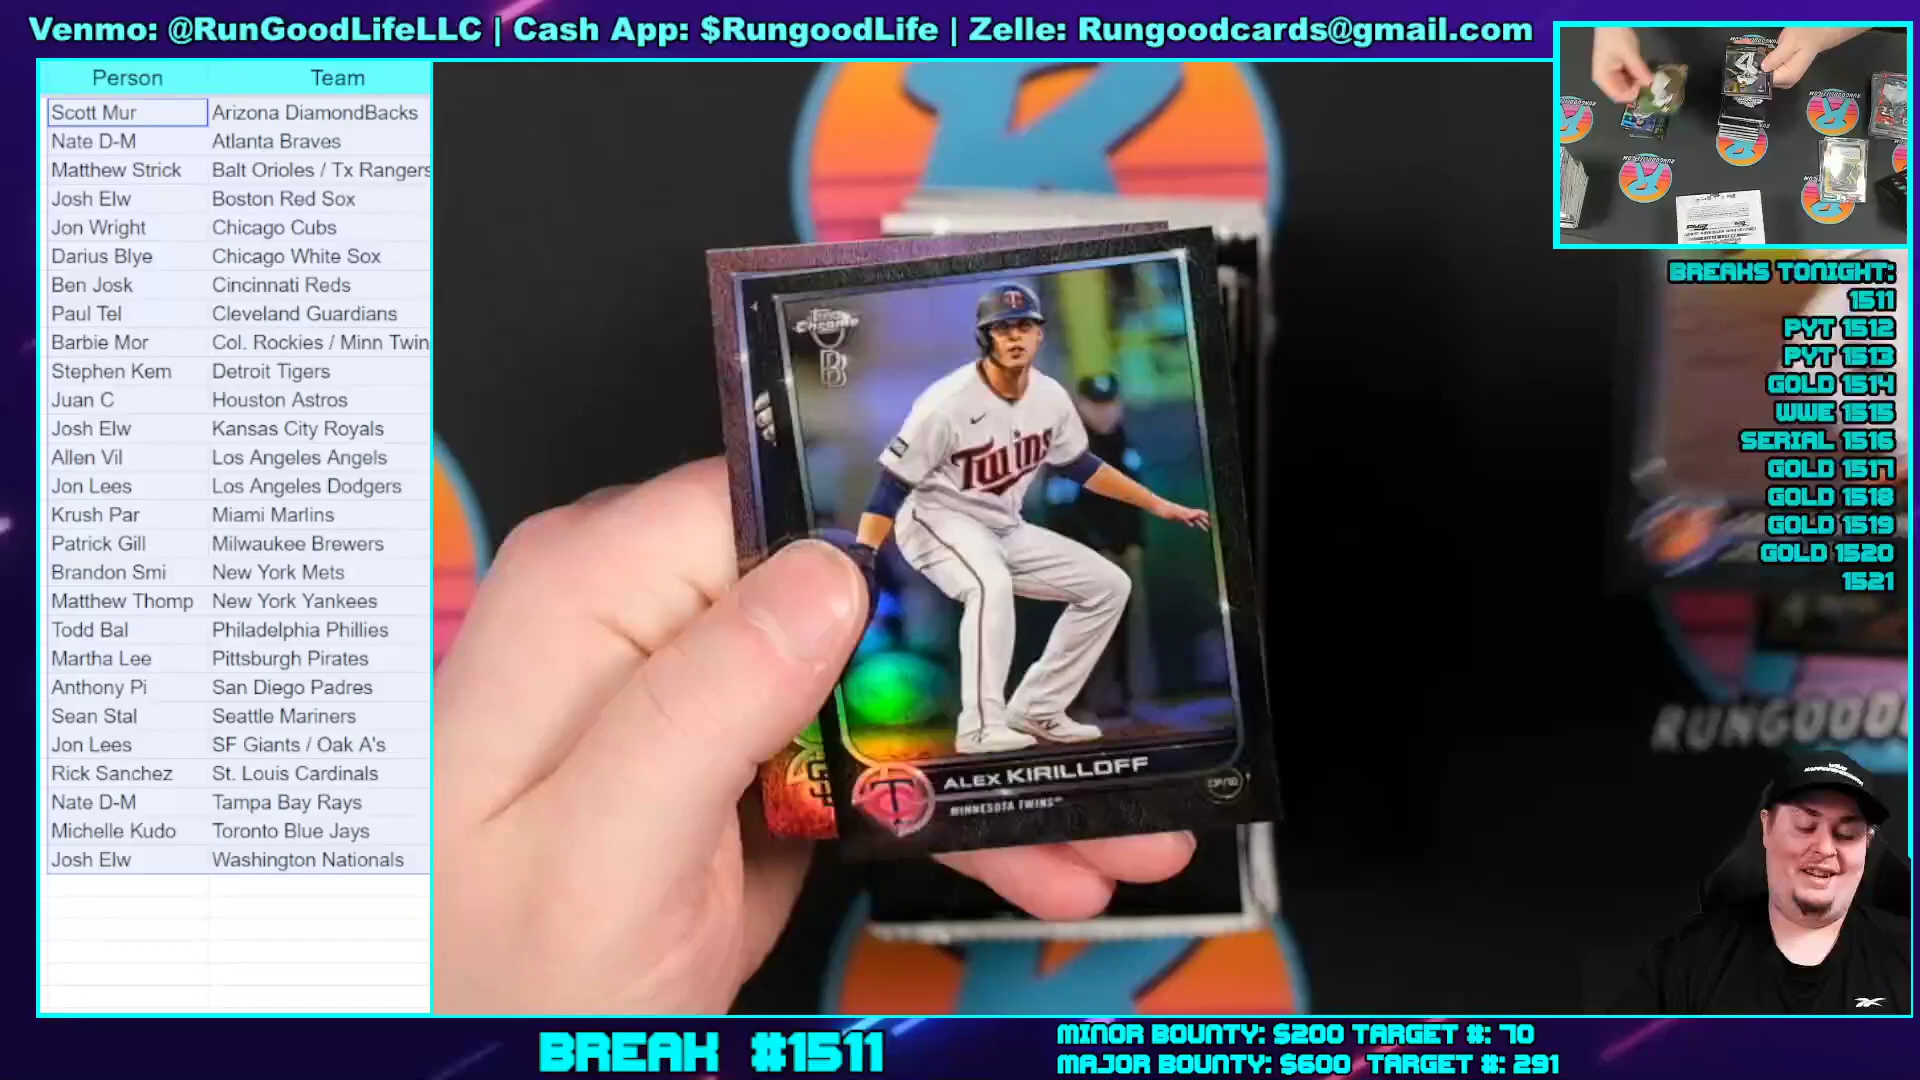 Venmo: @RunGoodLifeLLC | Cash App: $RungoodLife | Zelle: Rungoodcards@gmail.com
Person Team
Scott Mur Arizona DiamondBacks
Nate D-M Atlanta Braves
Matthew Strick Balt Orioles / Tx Rangers
Josh Elw Boston Red Sox
Jon Wright Chicago Cubs
Darius Blye Chicago White Sox
Ben Josk Cincinnati Reds
Paul Tel Cleveland Guardians
Barbie Mor Col. Rockies / Minn Twin
Stephen Kem Detroit Tigers
Juan C Houston Astros
Josh Elw Kansas City Royals
Allen Vil Los Angeles Angels
Jon Lees Los Angeles Dodgers
Krush Par Miami Marlins
Patrick Gill Milwaukee Brewers
Brandon Smi New York Mets
Matthew Thomp New York Yankees
Todd Bal Philadelphia Phillies
Martha Lee Pittsburgh Pirates
Anthony Pi San Diego Padres
Sean Stal Seattle Mariners
Jon Lees SF Giants / Oak A's
Rick Sanchez St. Louis Cardinals
Nate D-M Tampa Bay Rays
Michelle Kudo Toronto Blue Jays
Josh Elw Washington Nationals
Topps
Chrome
BB
T
Twins
T
ALEX KIRILLOFF
MINNESOTA TWINS
OF/1B
BREAKS TONIGHT:
1511
PYT 1512
PYT 1513
GOLD 1514
WWE 1515
SERIAL 1516
GOLD 1517
GOLD 1518
GOLD 1519
GOLD 1520
1521
RUNGOOD
BREAK #1511
MINOR BOUNTY: $200 TARGET #: 70
MAJOR BOUNTY: $600 TARGET #: 291